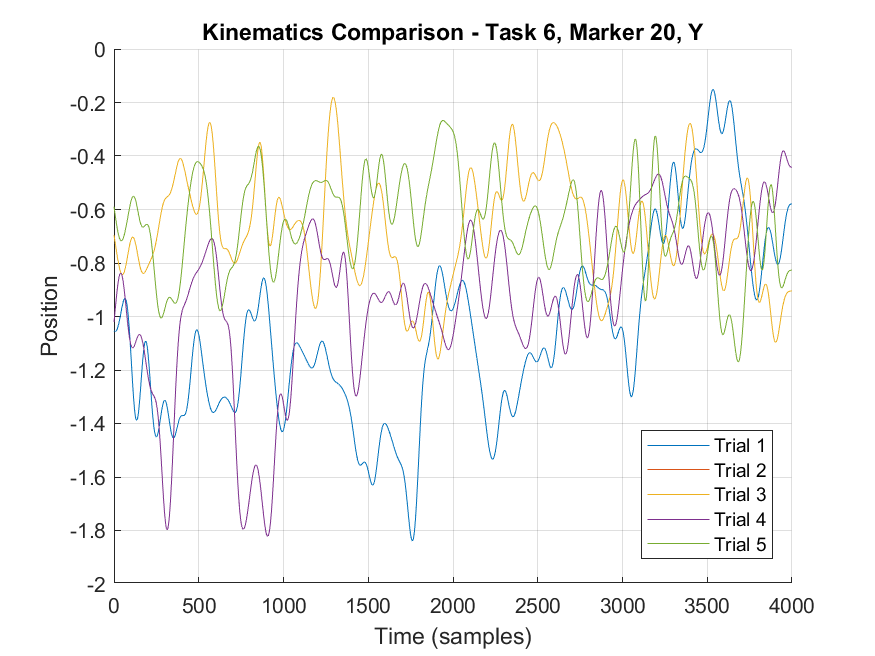 Kinematics Comparison - Task 6, Marker 20, Y
0
-0.2
-0.4
-0.6
-0.8
-1
-1.2
-1.4
-1.6
-1.8
-2
Position
Trial 1
Trial 2
Trial 3
Trial 4
Trial 5
0 500 1000 1500 2000 2500 3000 3500 4000
Time (samples)